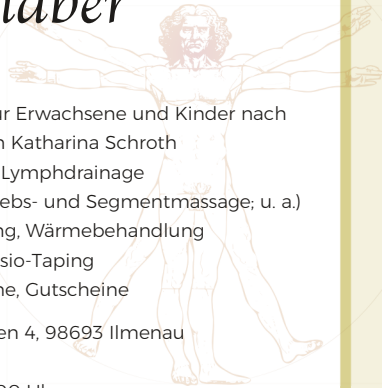 ur Erwachsene und Kinder nach
n Katharina Schroth
Lymphdrainage
ebs- und Segmentmassage; u. a.)
ng, Wärmebehandlung
sio-Taping
ne, Gutscheine
en 4, 98693 Ilmenau